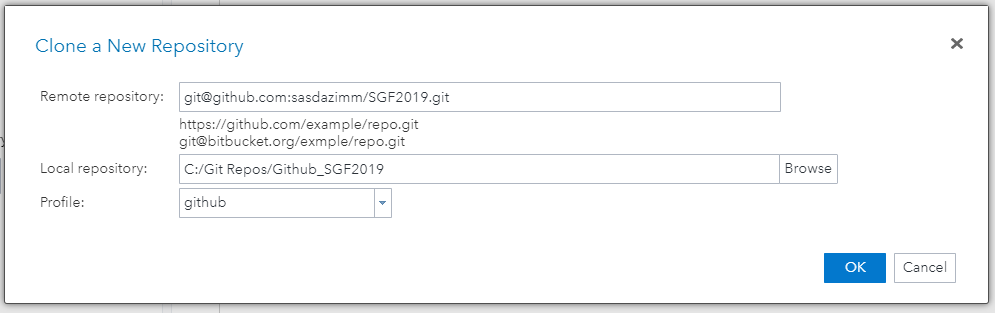 Clone a New Repository
Remote repository: git@github.com:sasdazimm/SGF2019.git
https://github.com/example/repo.git
git@bitbucket.org/exmple/repo.git
Local repository: C:/Git Repos/Github_SGF2019 Browse
Profile: github
OK Cancel